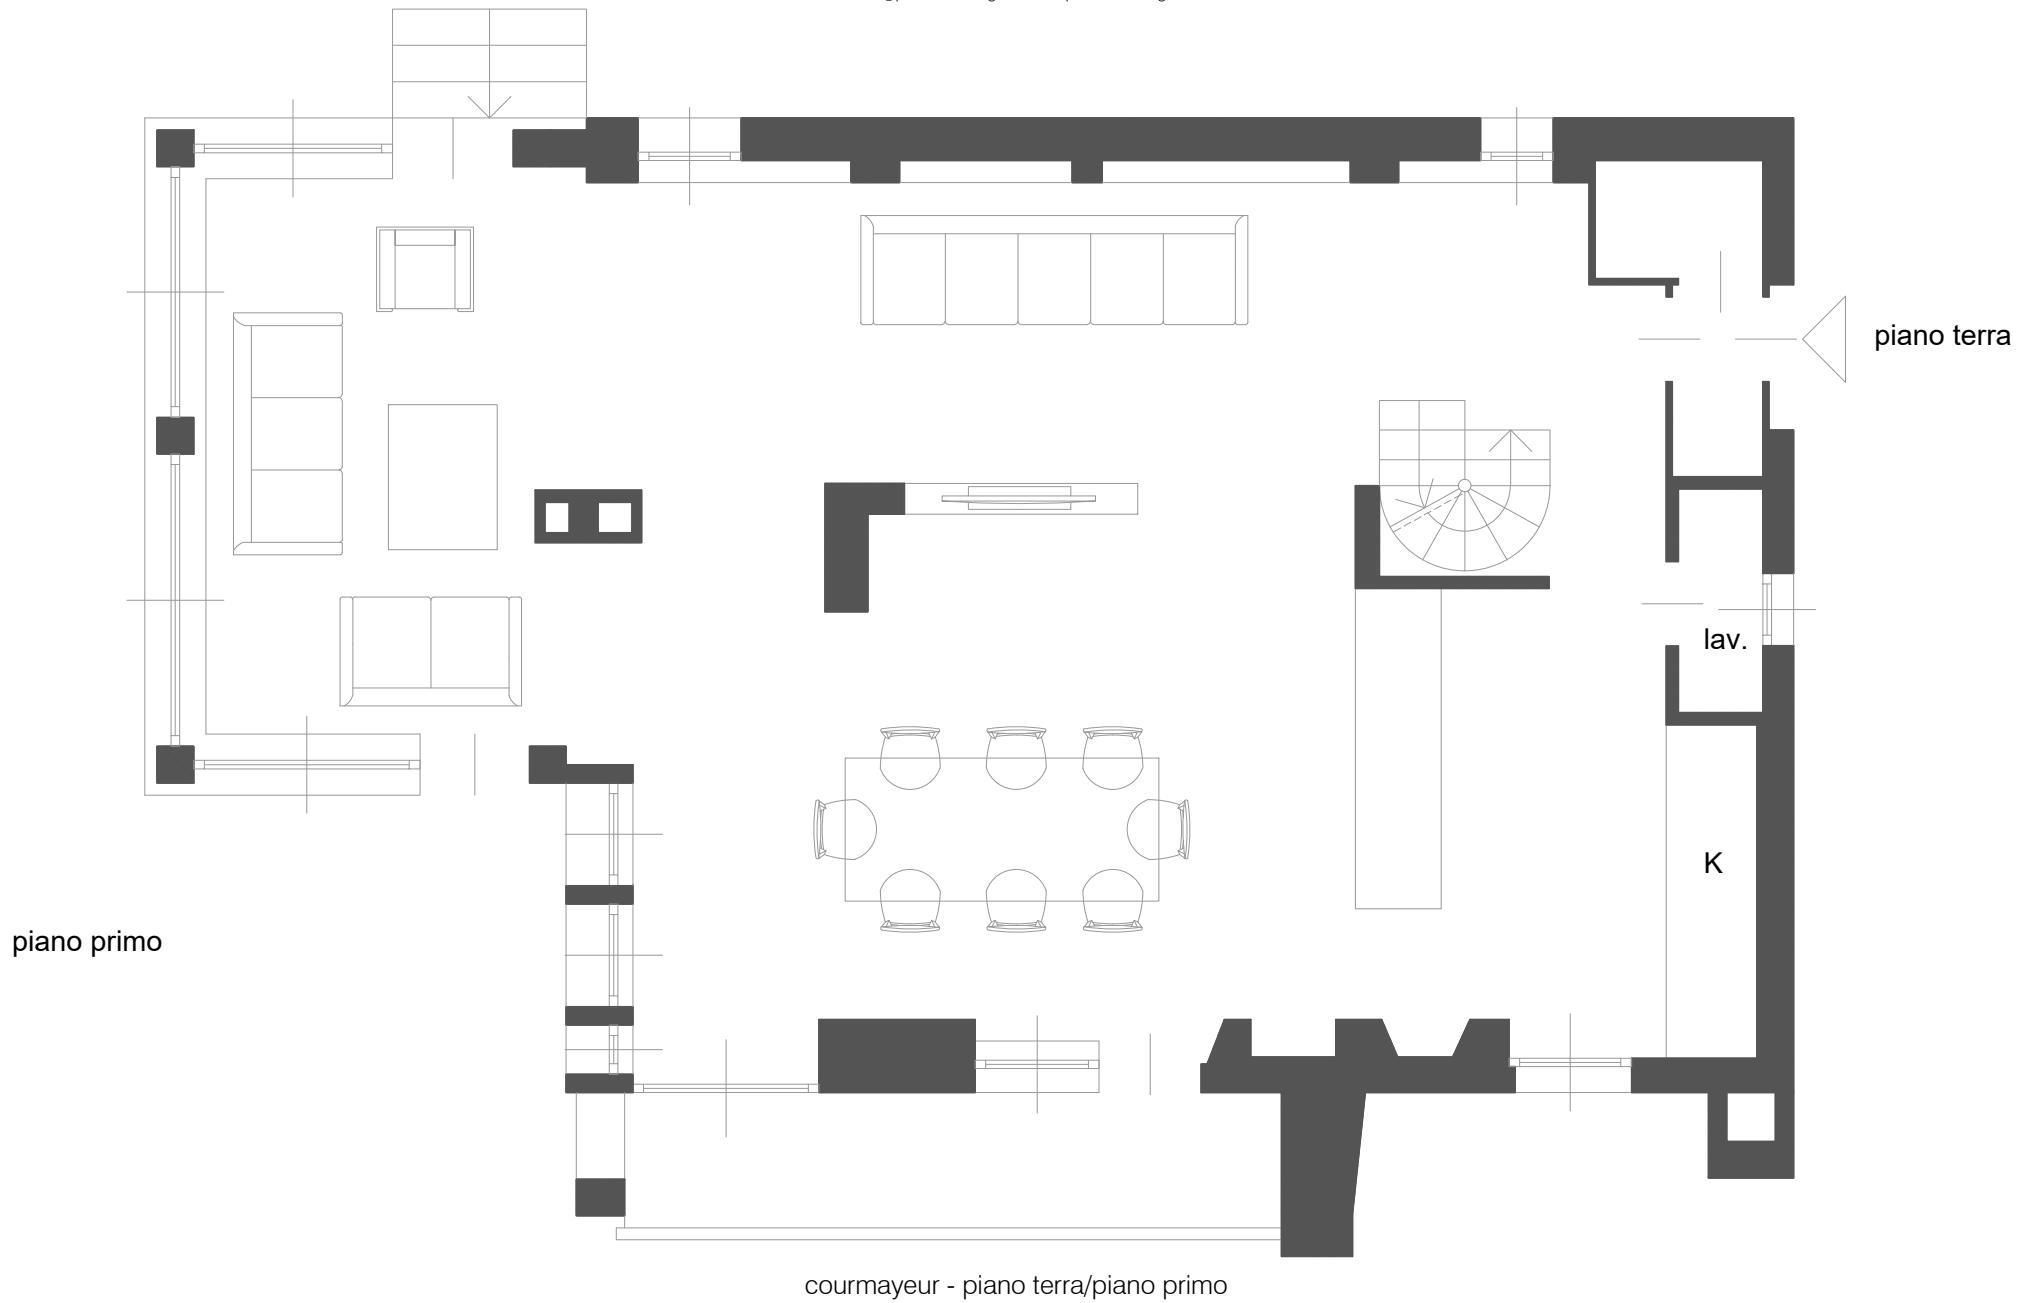 piano terra
lav.
K
piano primo
courmayeur - piano terra/piano primo